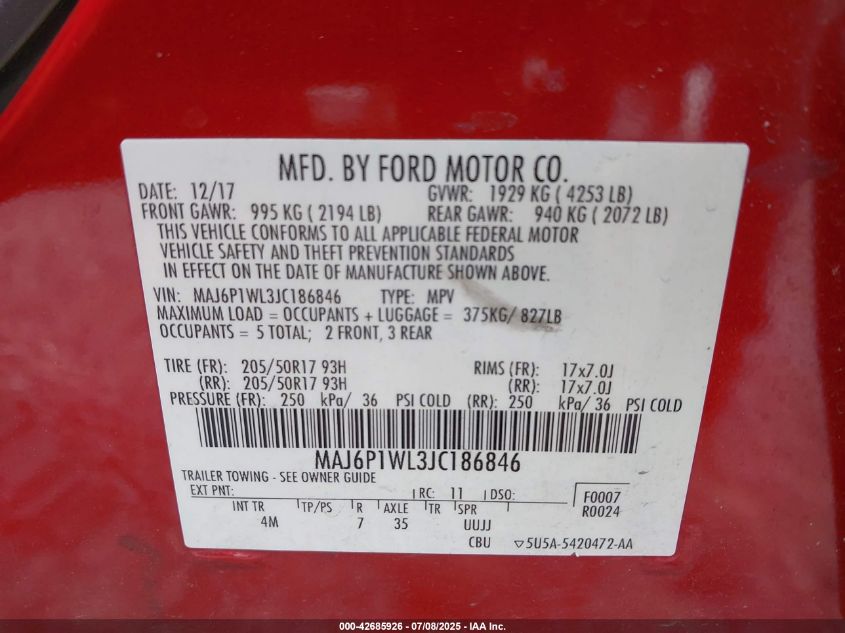 MFD. BY FORD MOTOR CO.
DATE: 12/17 GVWR: 1929 KG ( 4253 LB)
FRONT GAWR: 995 KG ( 2194 LB) REAR GAWR: 940 KG ( 2072 LB)
THIS VEHICLE CONFORMS TO ALL APPLICABLE FEDERAL MOTOR
VEHICLE SAFETY AND THEFT PREVENTION STANDARDS
IN EFFECT ON THE DATE OF MANUFACTURE SHOWN ABOVE.
VIN: MAJ6P1WL3JC186846 TYPE: MPV
MAXIMUM LOAD = OCCUPANTS + LUGGAGE = 375KG/ 827LB
OCCUPANTS = 5 TOTAL; 2 FRONT, 3 REAR
TIRE (FR): 205/50R17 93H RIMS (FR): 17x7.0J
(RR): 205/50R17 93H (RR): 17x7.0J
PRESSURE (FR): 250 kPa/ 36 PSI COLD (RR): 250 kPa/ 36 PSI COLD
MAJ6P1WL3JC186846
TRAILER TOWING - SEE OWNER GUIDE
EXT PNT: RC: 11 DSO: F0007
R0024
INT TR TP/PS R AXLE TR SPR
4M 7 35 UUJJ
CBU ▽5U5A-5420472-AA
000-42685926 - 07/08/2025 - IAA Inc.